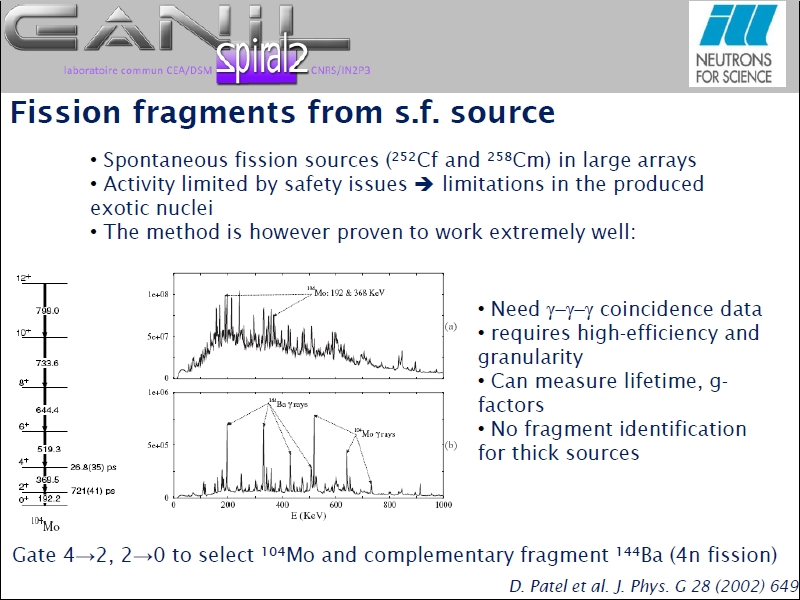 GANIL
spiral2
laboratoire commun CEA/DSM CNRS/IN2P3
NEUTRONS
FOR SCIENCE
Fission fragments from s.f. source
• Spontaneous fission sources (²⁵²Cf and ²⁵⁸Cm) in large arrays
• Activity limited by safety issues ➔ limitations in the produced
exotic nuclei
• The method is however proven to work extremely well:
12⁺
799.0
10⁺
733.6
8⁺
644.4
6⁺
519.3
4⁺
26.8(35) ps
368.5
2⁺
721(41) ps
192.2
0⁺
¹⁰⁴Mo
1e+08
5e+07
0
¹⁰⁴Mo: 192 & 368 KeV
(a)
1e+06
5e+05
0
Ba γ rays
¹⁰⁴Mo γ rays
(b)
0 200 400 600 800 1000
E (KeV)
• Need γ–γ–γ coincidence data
• requires high-efficiency and
granularity
• Can measure lifetime, g-
factors
• No fragment identification
for thick sources
Gate 4→2, 2→0 to select ¹⁰⁴Mo and complementary fragment ¹⁴⁴Ba (4n fission)
D. Patel et al. J. Phys. G 28 (2002) 649